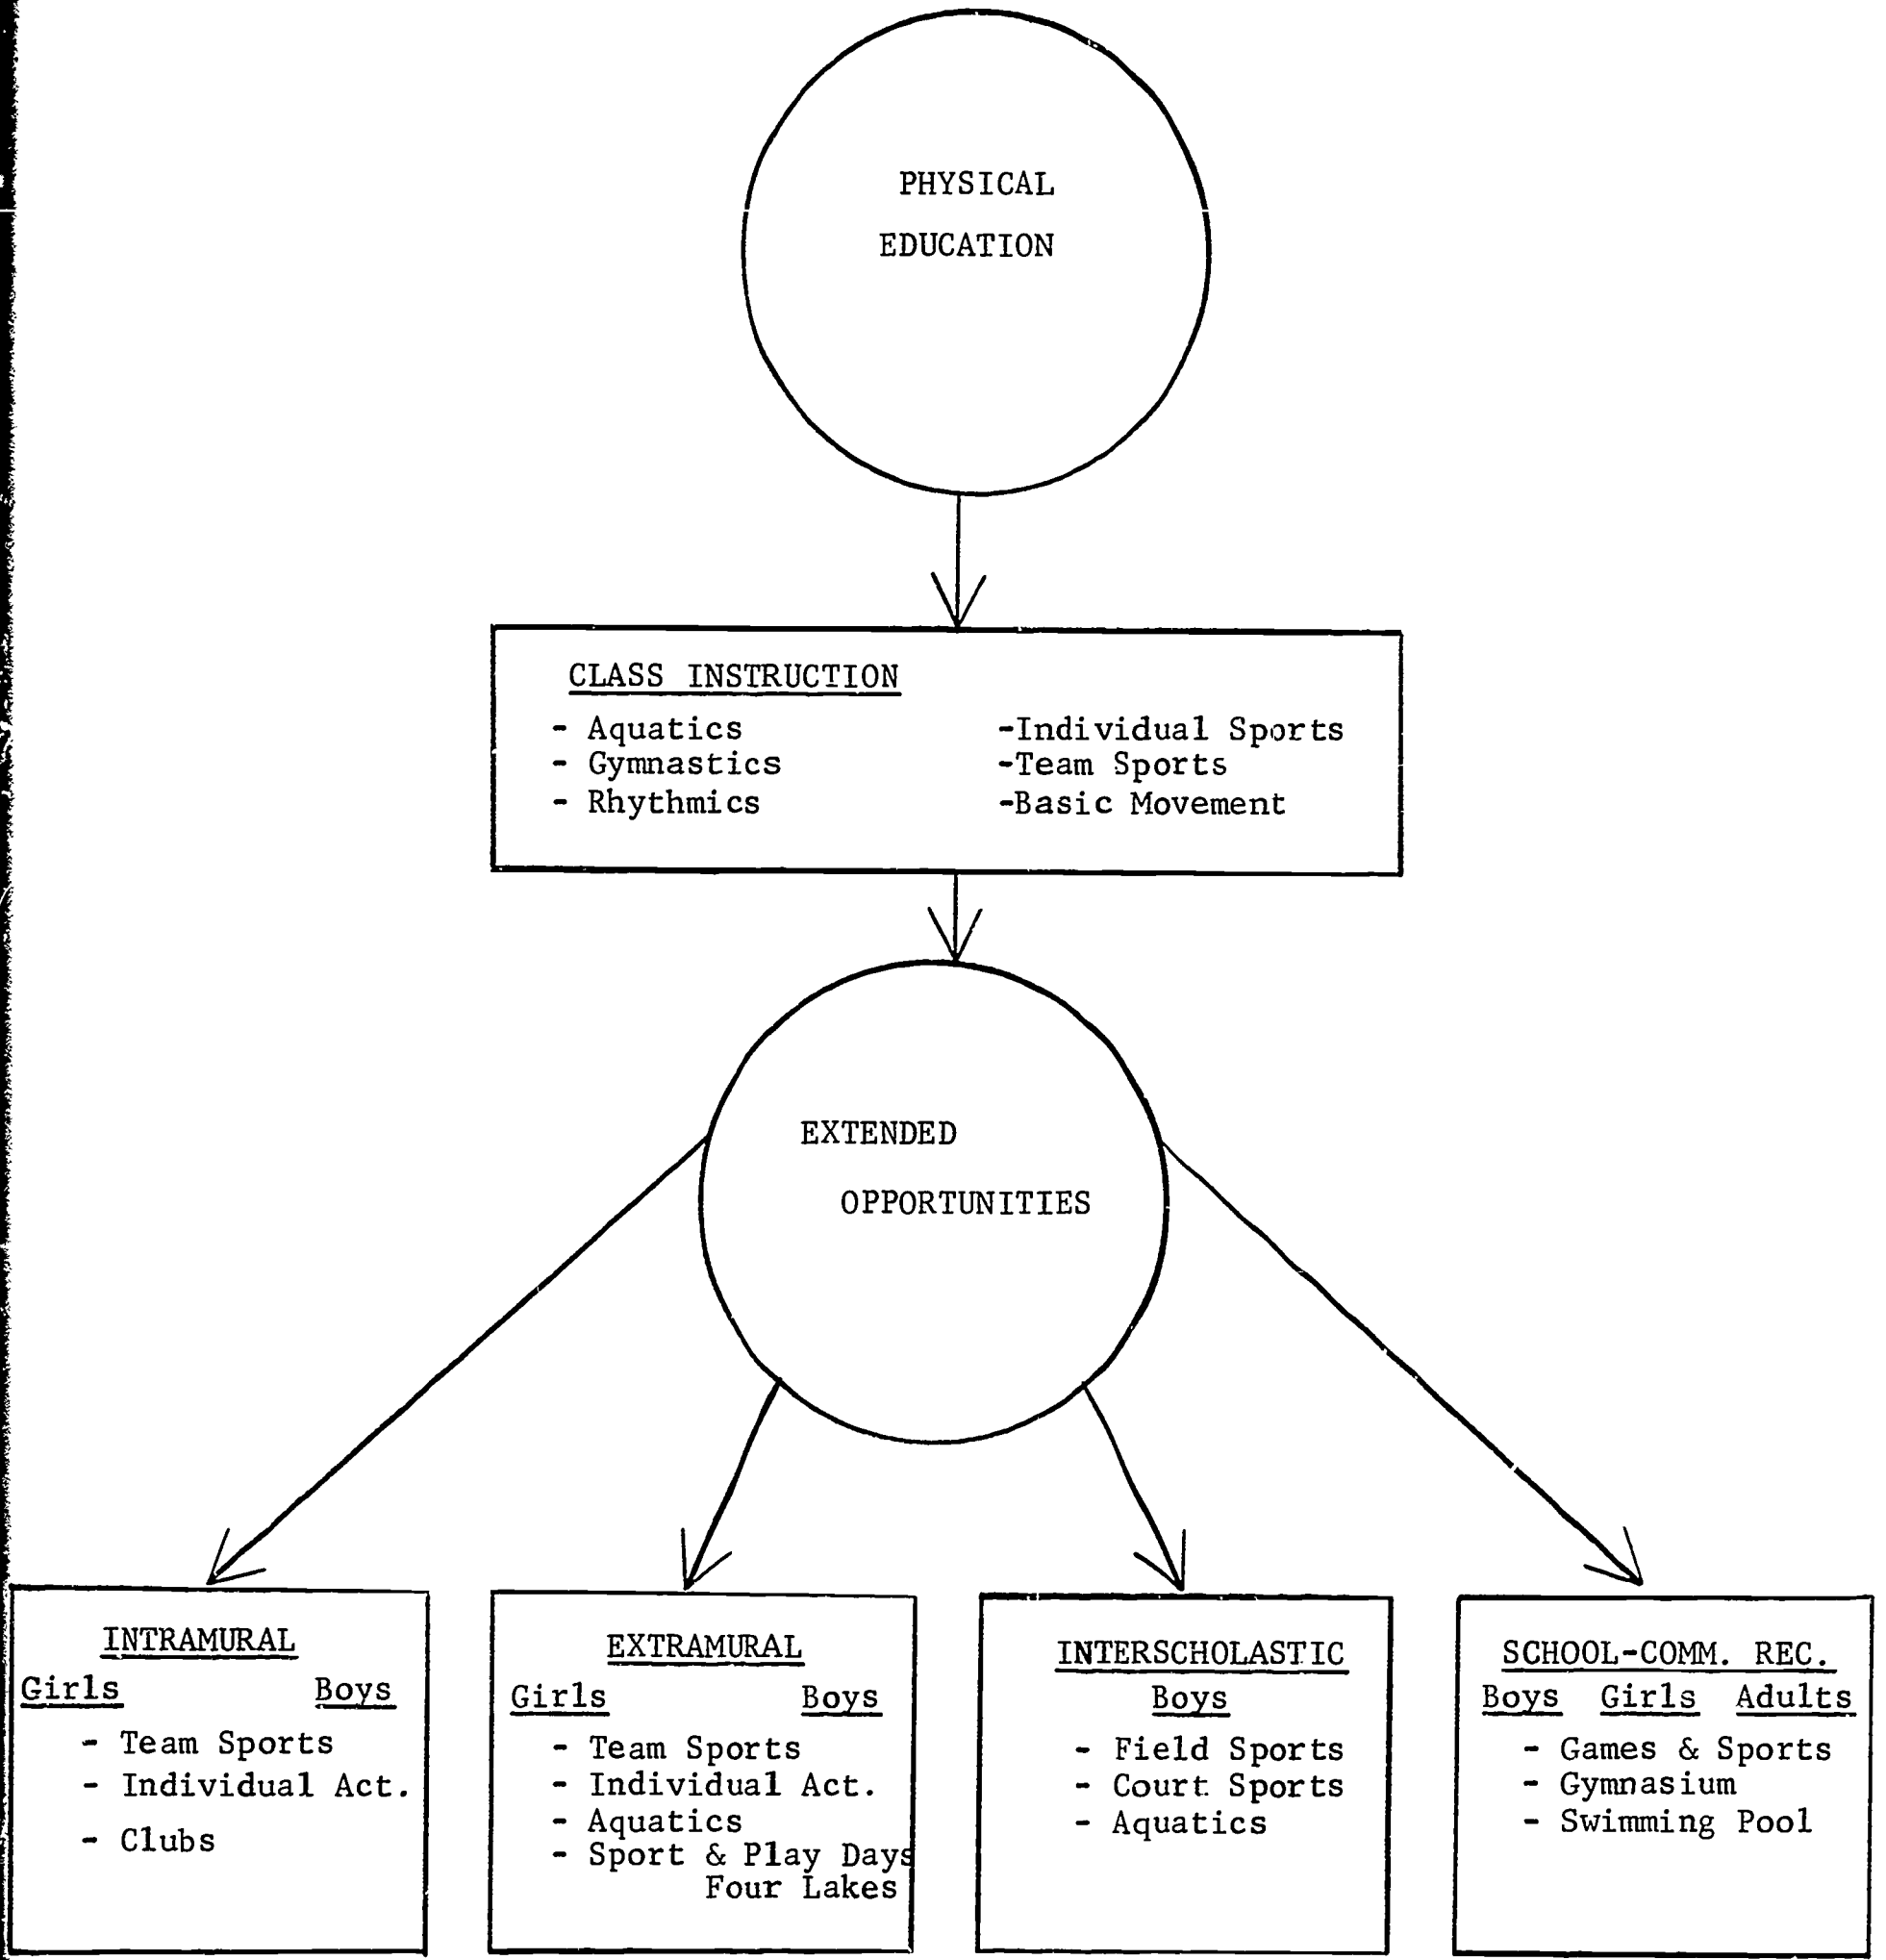 PHYSICAL
EDUCATION
CLASS INSTRUCTION
- Aquatics
- Gymnastics
- Rhythmics
-Individual Sports
-Team Sports
-Basic Movement
EXTENDED
OPPORTUNITIES
INTRAMURAL
Girls Boys
- Team Sports
- Individual Act.
- Clubs
EXTRAMURAL
Girls Boys
- Team Sports
- Individual Act.
- Aquatics
- Sport & Play Days
Four Lakes
INTERSCHOLASTIC
Boys
- Field Sports
- Court Sports
- Aquatics
SCHOOL-COMM. REC.
Boys Girls Adults
- Games & Sports
- Gymnasium
- Swimming Pool